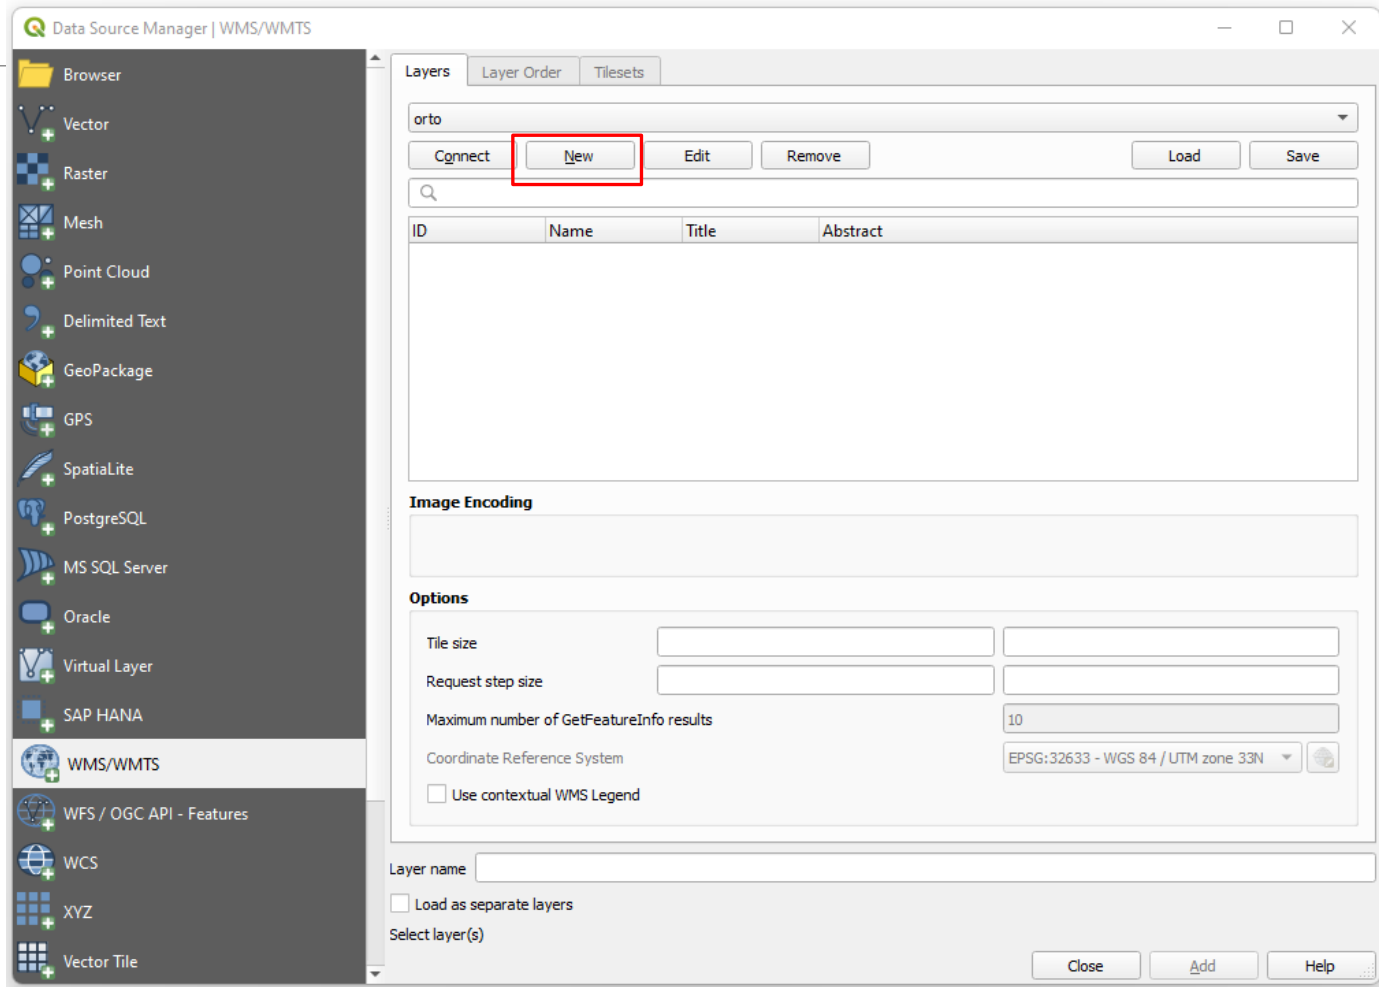 Data Source Manager | WMS/WMTS
Browser
Vector
Raster
Mesh
Point Cloud
Delimited Text
GeoPackage
GPS
SpatiaLite
PostgreSQL
MS SQL Server
Oracle
Virtual Layer
SAP HANA
WMS/WMTS
WFS / OGC API - Features
WCS
XYZ
Vector Tile
Layers Layer Order Tilesets
orto
Connect New Edit Remove Load Save
ID Name Title Abstract
Image Encoding
Options
Tile size
Request step size
Maximum number of GetFeatureInfo results 10
Coordinate Reference System EPSG:32633 - WGS 84 / UTM zone 33N
Use contextual WMS Legend
Layer name
Load as separate layers
Select layer(s)
Close Add Help